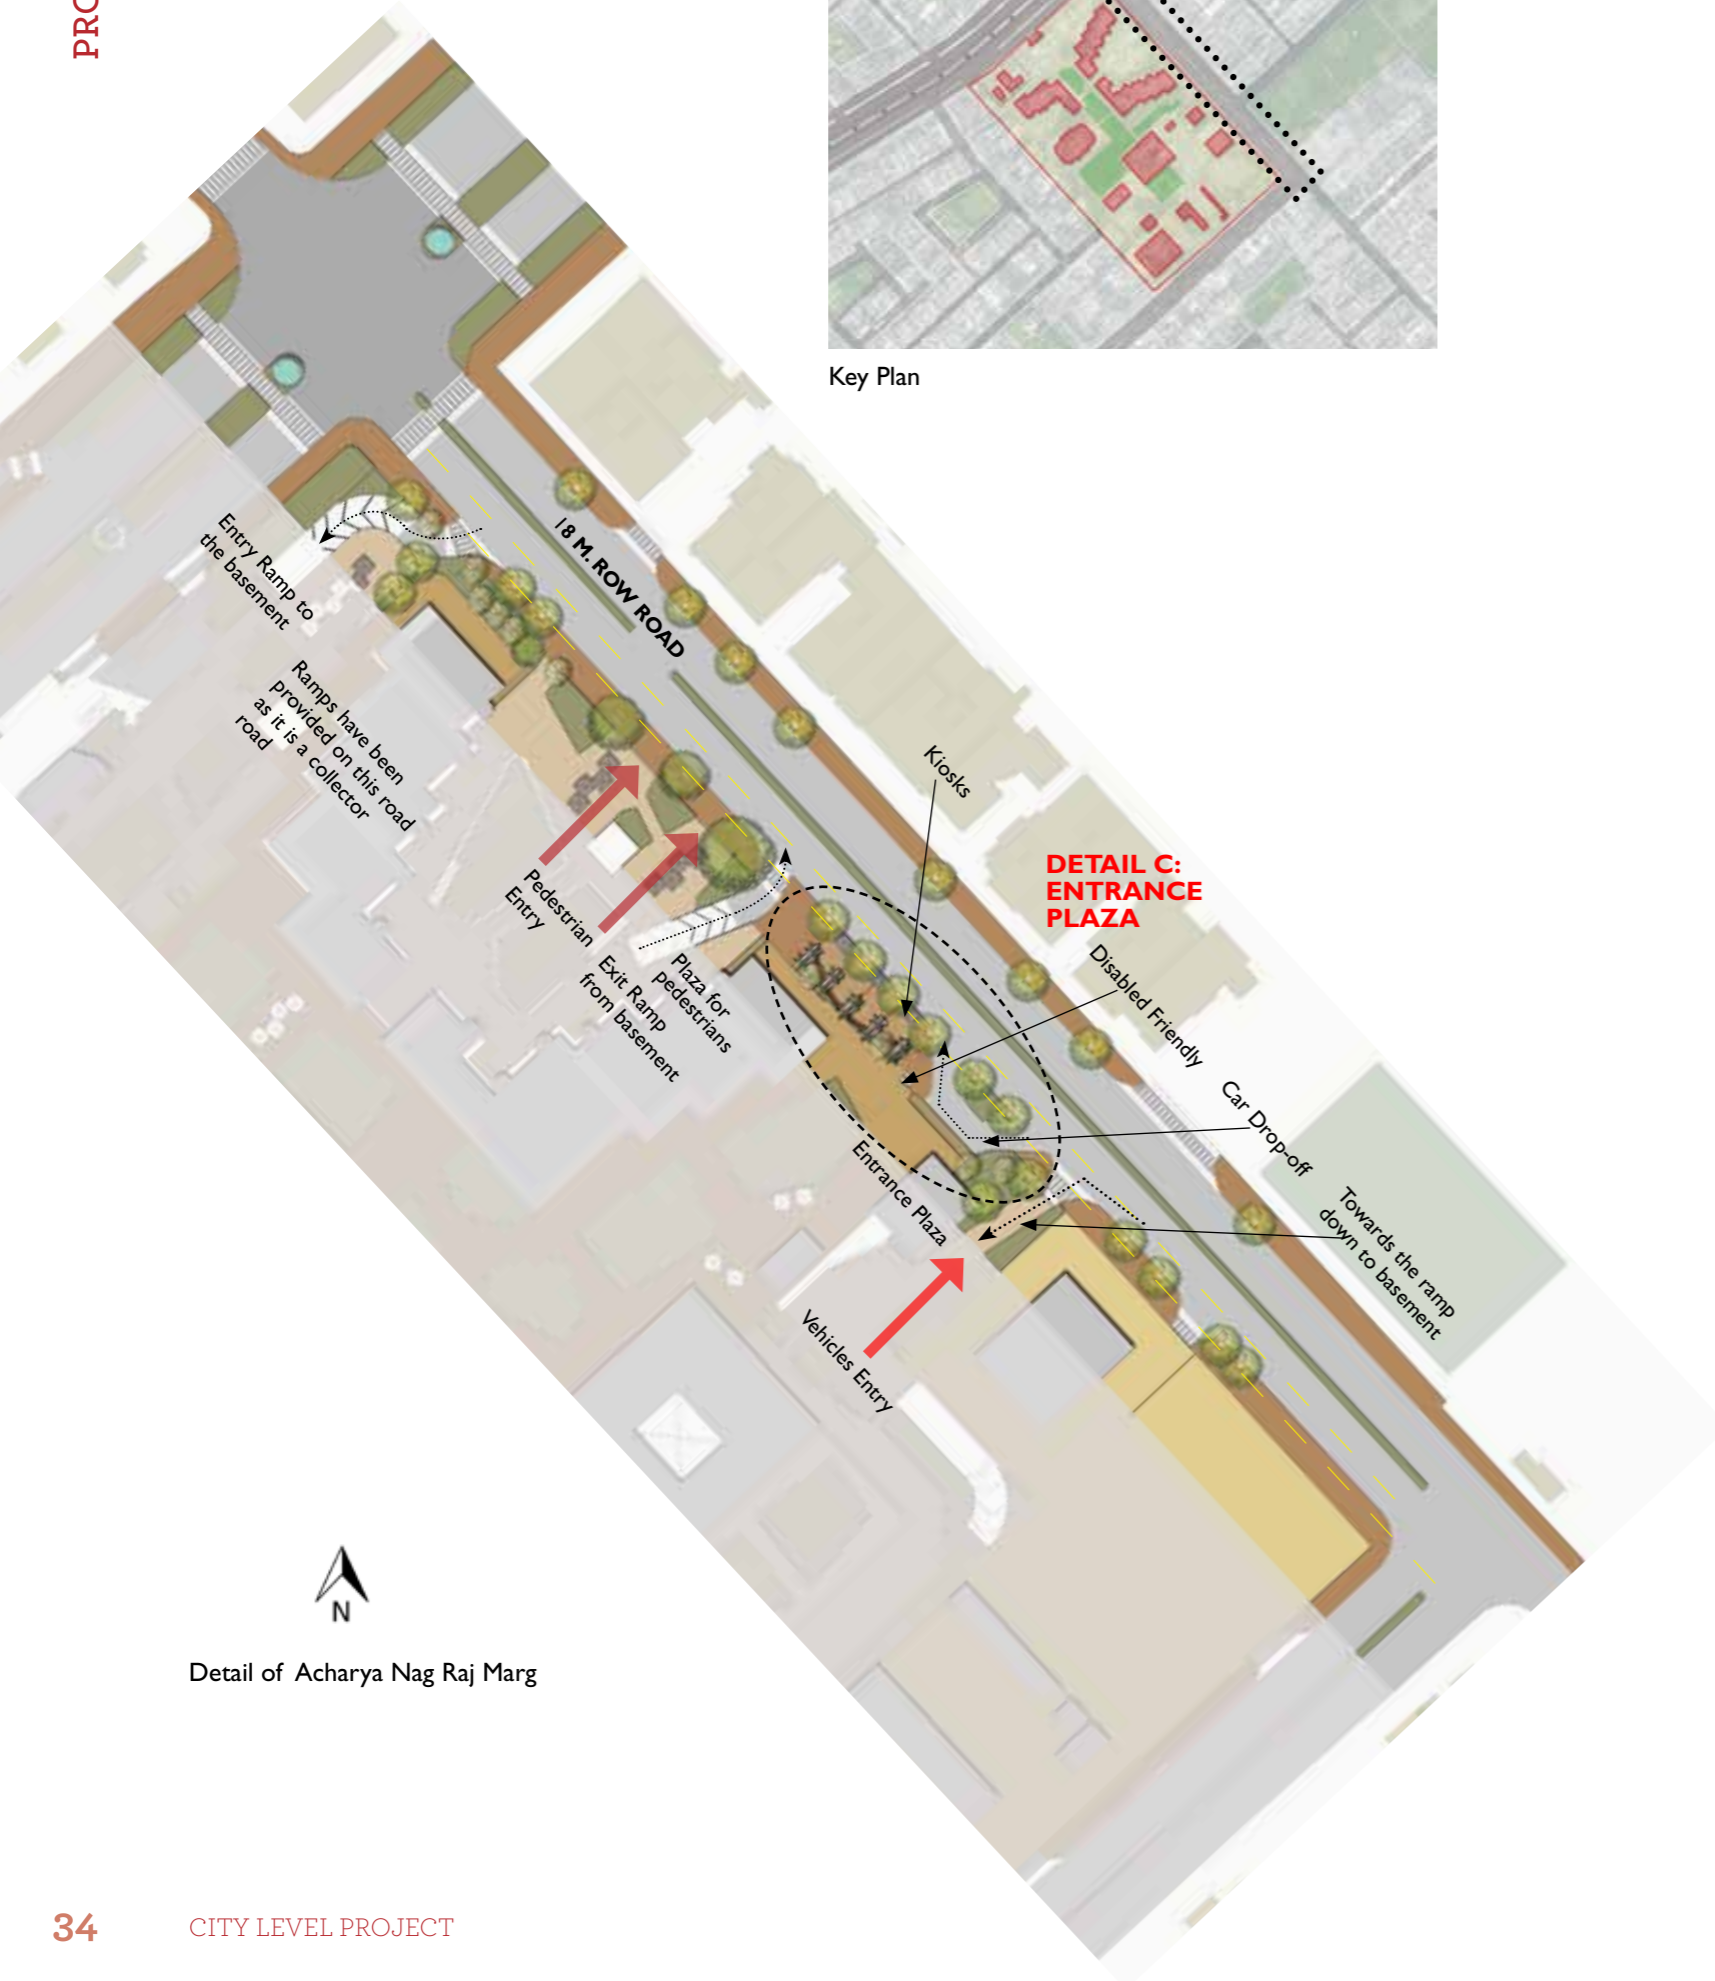 PRO
Key Plan
18 M. ROW ROAD
Entry Ramp to
the basement
Ramps have been
provided on this road
as it is a collector
road
Kiosks
DETAIL C:
ENTRANCE
PLAZA
Pedestrian
Entry
Exit Ramp
from basement
Plaza for
pedestrians
Disabled Friendly
Car Drop-off
Entrance Plaza
Towards the ramp
down to basement
Vehicles Entry
N
Detail of Acharya Nag Raj Marg
34
CITY LEVEL PROJECT